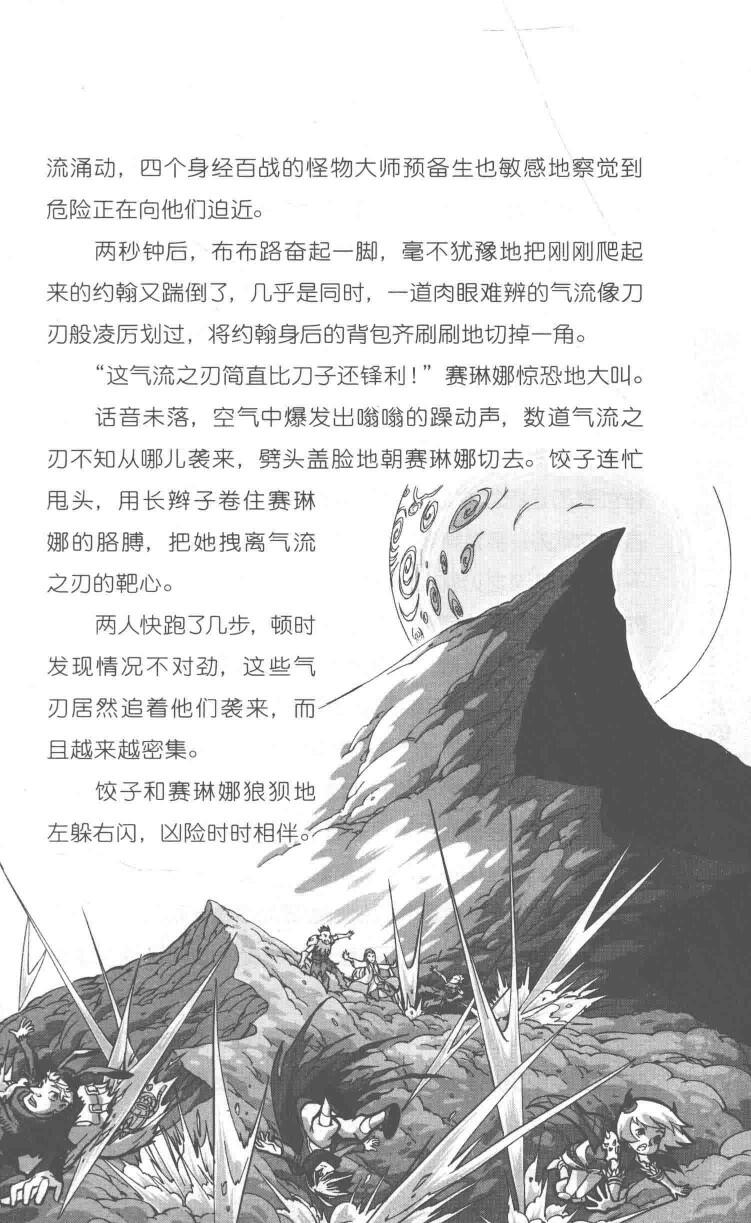 流涌动，四个身经百战的怪物大师预备生也敏感地察觉到
危险正在向他们迫近。
两秒钟后，布布路奋起一脚，毫不犹豫地把刚刚爬起
来的约翰又踹倒了，几乎是同时，一道肉眼难辨的气流像刀
刃般凌厉划过，将约翰身后的背包齐刷刷地切掉一角。
“这气流之刃简直比刀子还锋利！”赛琳娜惊恐地大叫。
话音未落，空气中爆发出嗡嗡的躁动声，数道气流之
刃不知从哪儿袭来，劈头盖脸地朝赛琳娜切去。饺子连忙
甩头，用长辫子卷住赛琳
娜的胳膊，把她拽离气流
之刃的靶心。
两人快跑了几步，顿时
发现情况不对劲，这些气
刃居然追着他们袭来，而
且越来越密集。
饺子和赛琳娜狼狈地
左躲右闪，凶险时时相伴。